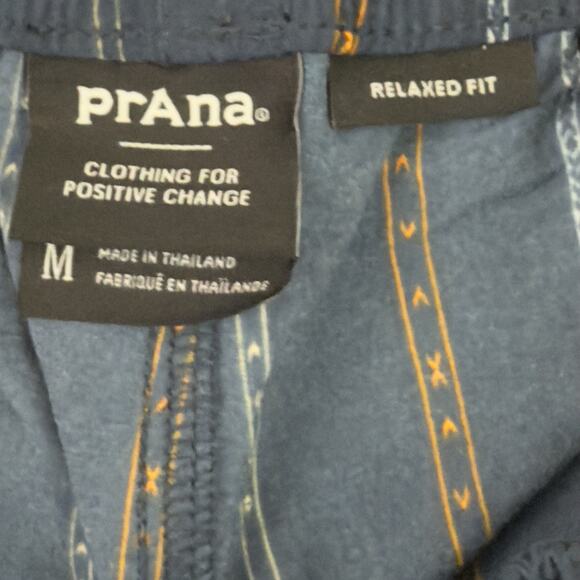 prAna®
CLOTHING FOR
POSITIVE CHANGE
M
MADE IN THAILAND
FABRIQUÉ EN THAÏLANDE
RELAXED FIT